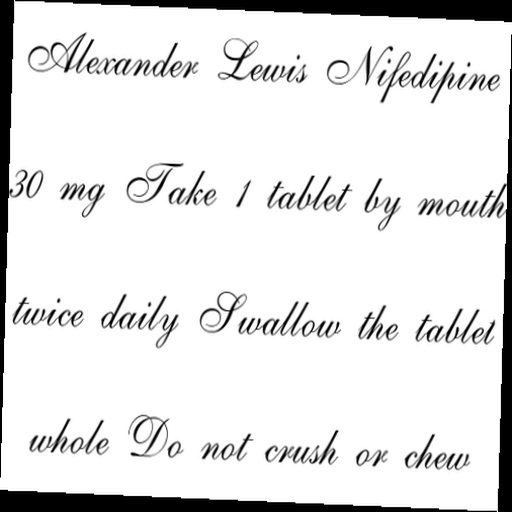 Alexander Lewis Nifedipine
30 mg Take 1 tablet by mouth
twice daily Swallow the tablet
whole Do not crush or chew